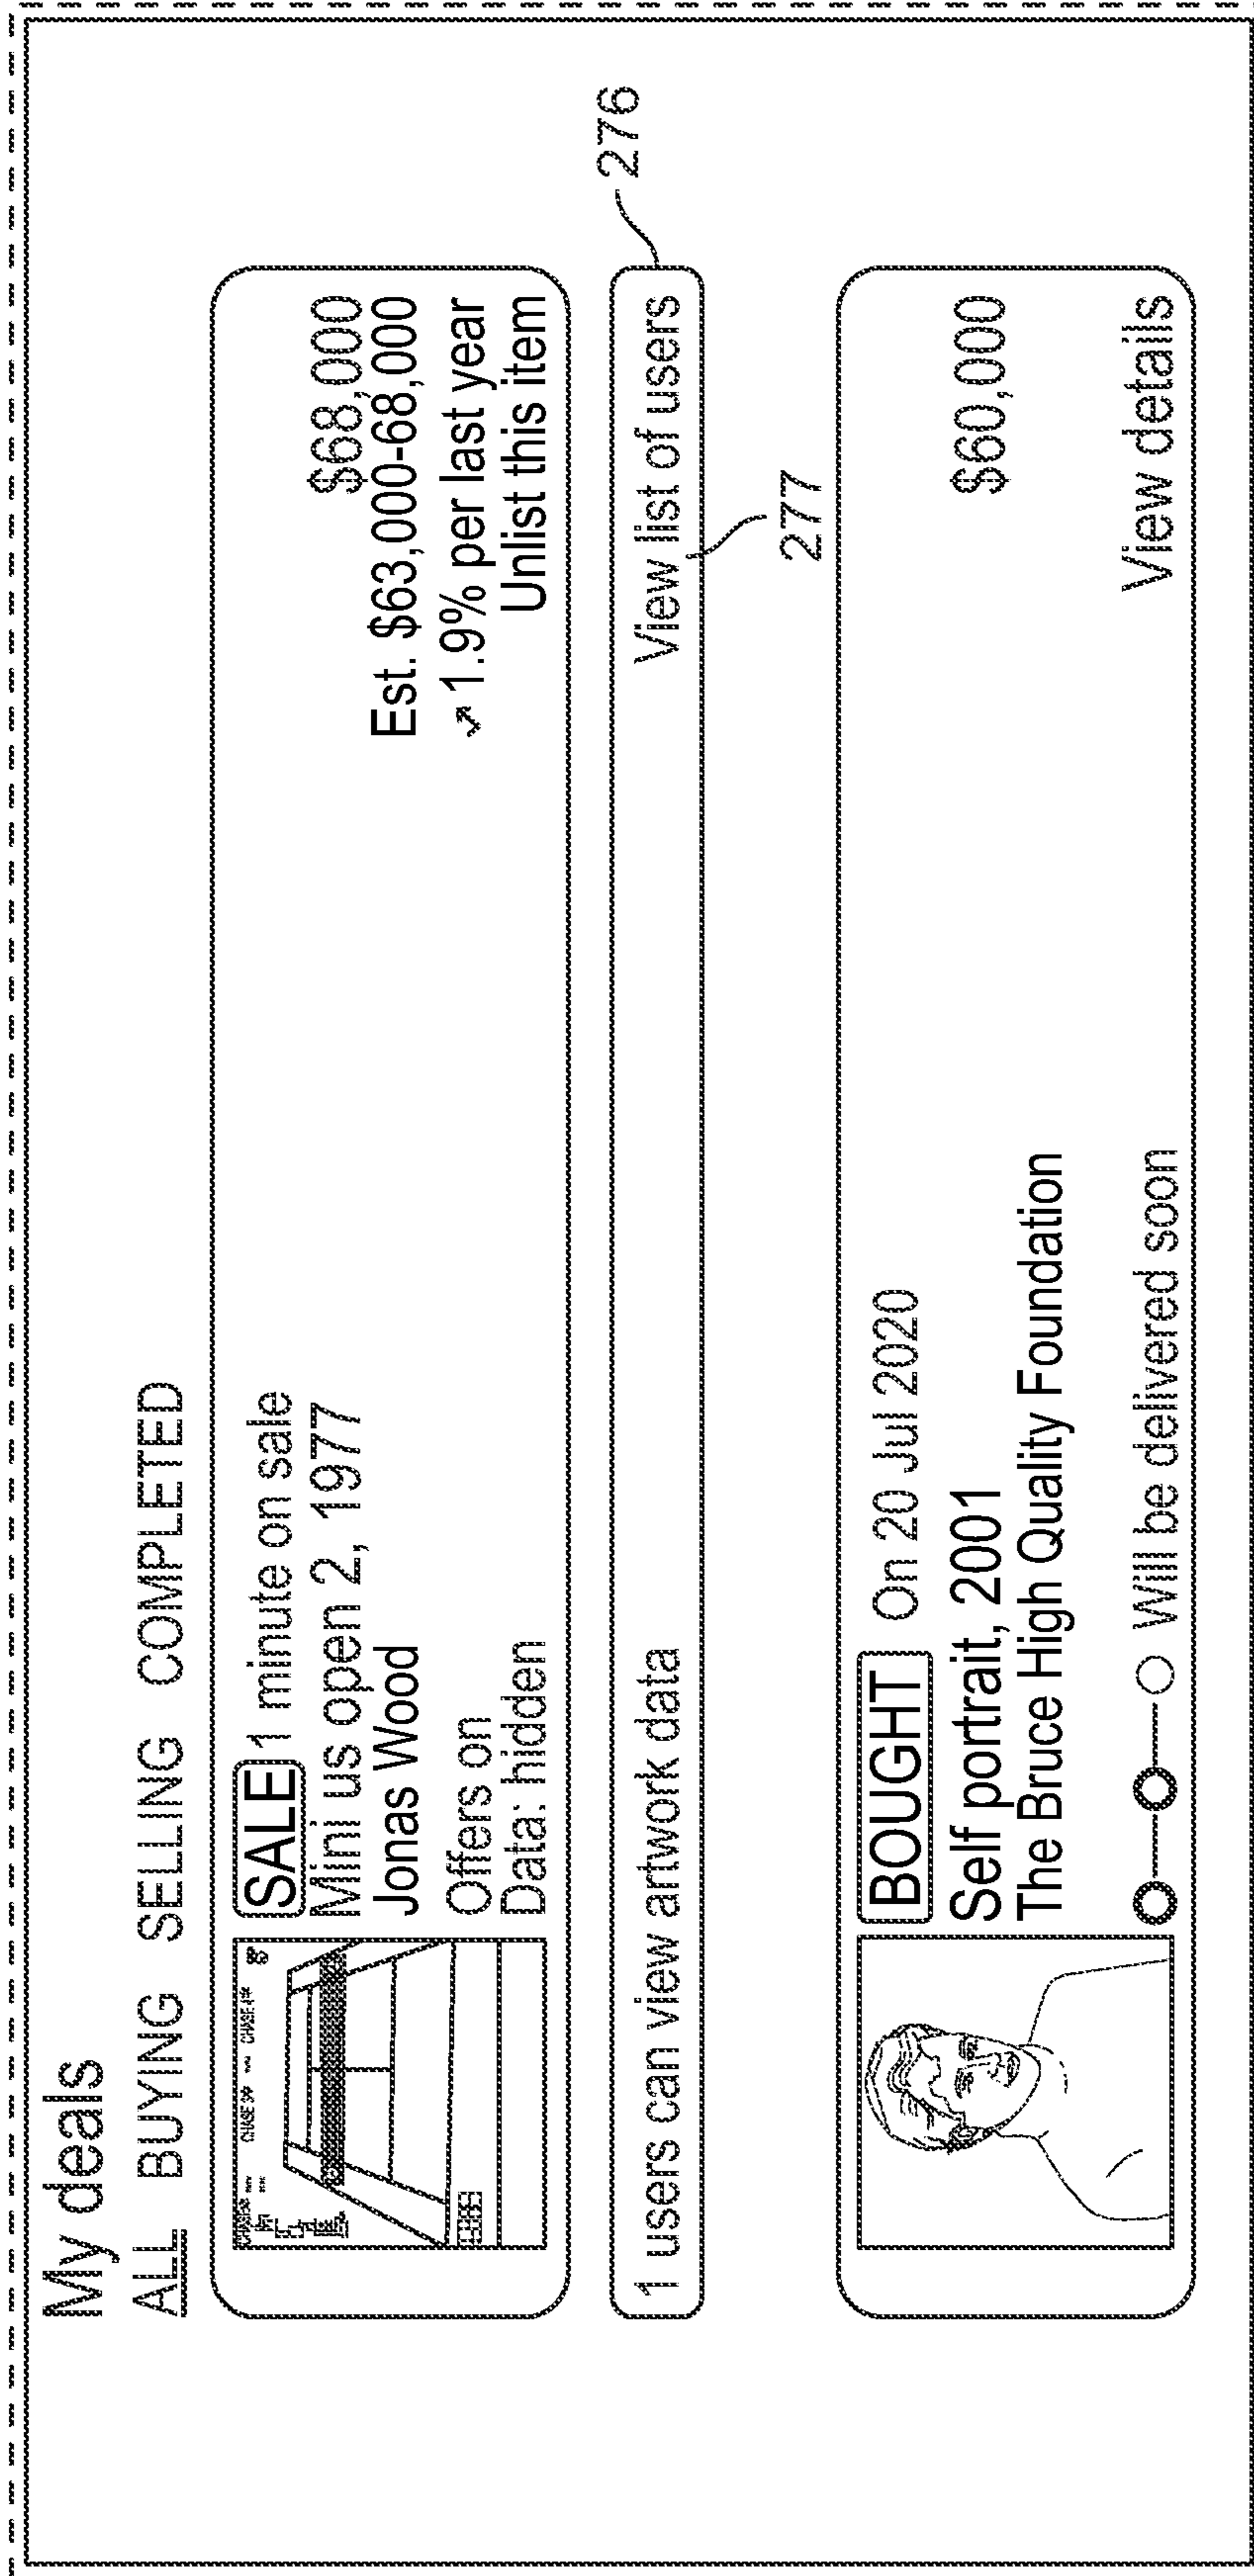 My deals
ALL BUYING SELLING COMPLETED
SALE 1 minute on sale
Mini us open 2, 1977
Jonas Wood
Offers on
Data: hidden
$68,000
Est. $63,000-68,000
↗ 1.9% per last year
Unlist this item
CHASE
1 users can view artwork data
View list of users
276
277
BOUGHT On 20 Jul 2020
Self portrait, 2001
The Bruce High Quality Foundation
Will be delivered soon
$60,000
View details